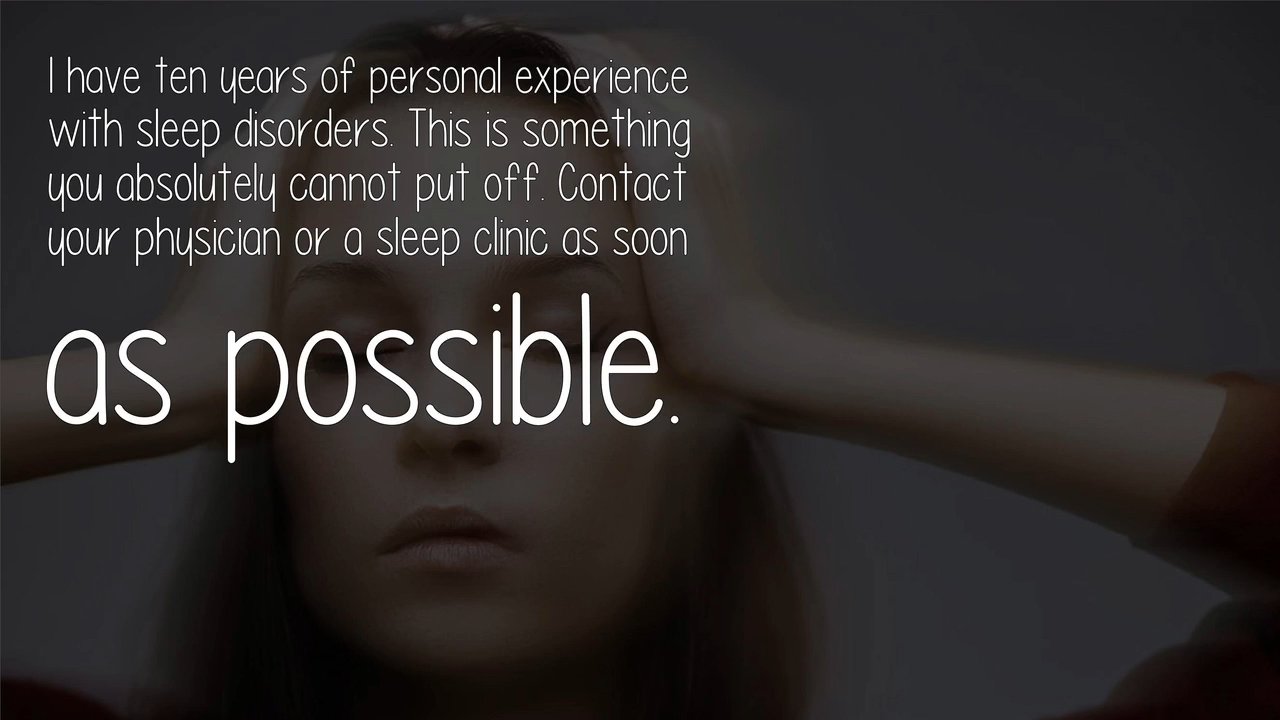 I have ten years of personal experience
with sleep disorders. This is something
you absolutely cannot put off. Contact
your physician or a sleep clinic as soon
as possible.